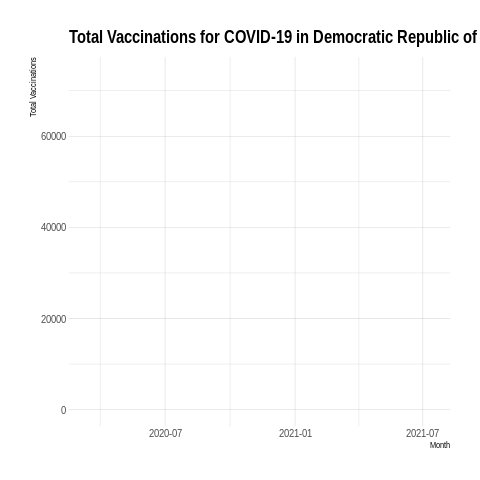 Total Vaccinations for COVID-19 in Democratic Republic of
Total Vaccinations
60000
40000
20000
0
2020-07 2021-01 2021-07
Month